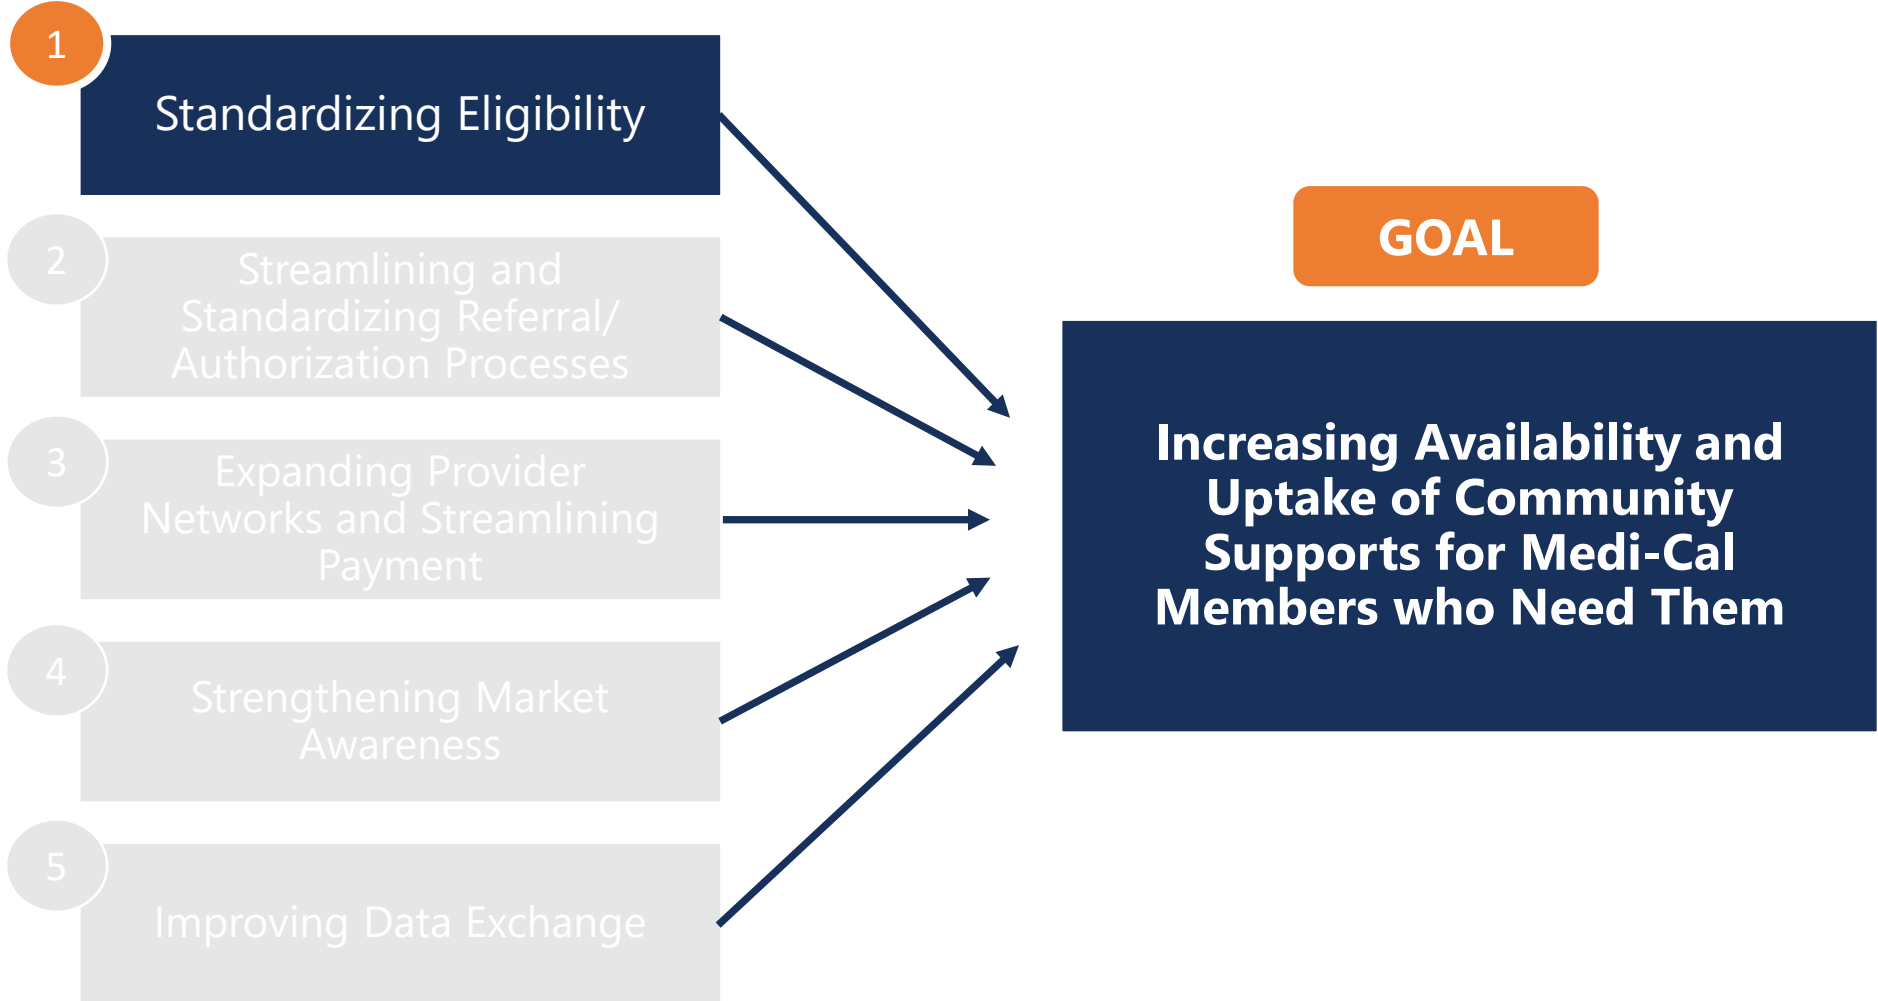 1
Standardizing Eligibility
2
Streamlining and
Standardizing Referral/
Authorization Processes
3
Expanding Provider
Networks and Streamlining
Payment
4
Strengthening Market
Awareness
5
Improving Data Exchange
GOAL
Increasing Availability and
Uptake of Community
Supports for Medi-Cal
Members who Need Them